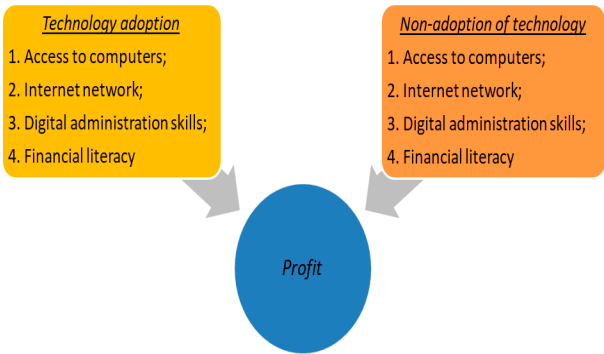 Technology adoption
1. Access to computers;
2. Internet network;
3. Digital administration skills;
4. Financial literacy
Non-adoption of technology
1. Access to computers;
2. Internet network;
3. Digital administration skills;
4. Financial literacy
Profit